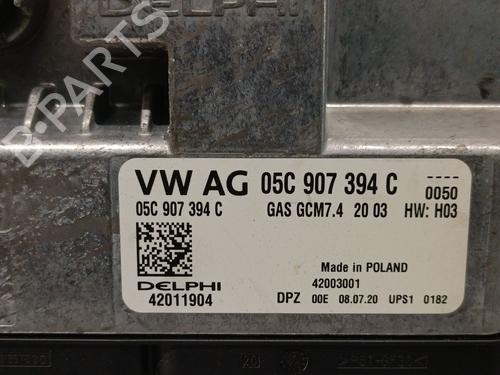 DELPHI
B-PARTS
VW AG 05C 907 394 C
----
0050
05C 907 394 C GAS GCM7.4 20 03 HW: H03
Made in POLAND
DELPHI 42003001
42011904 DPZ 00E 08.07.20 UPS1 0182
20